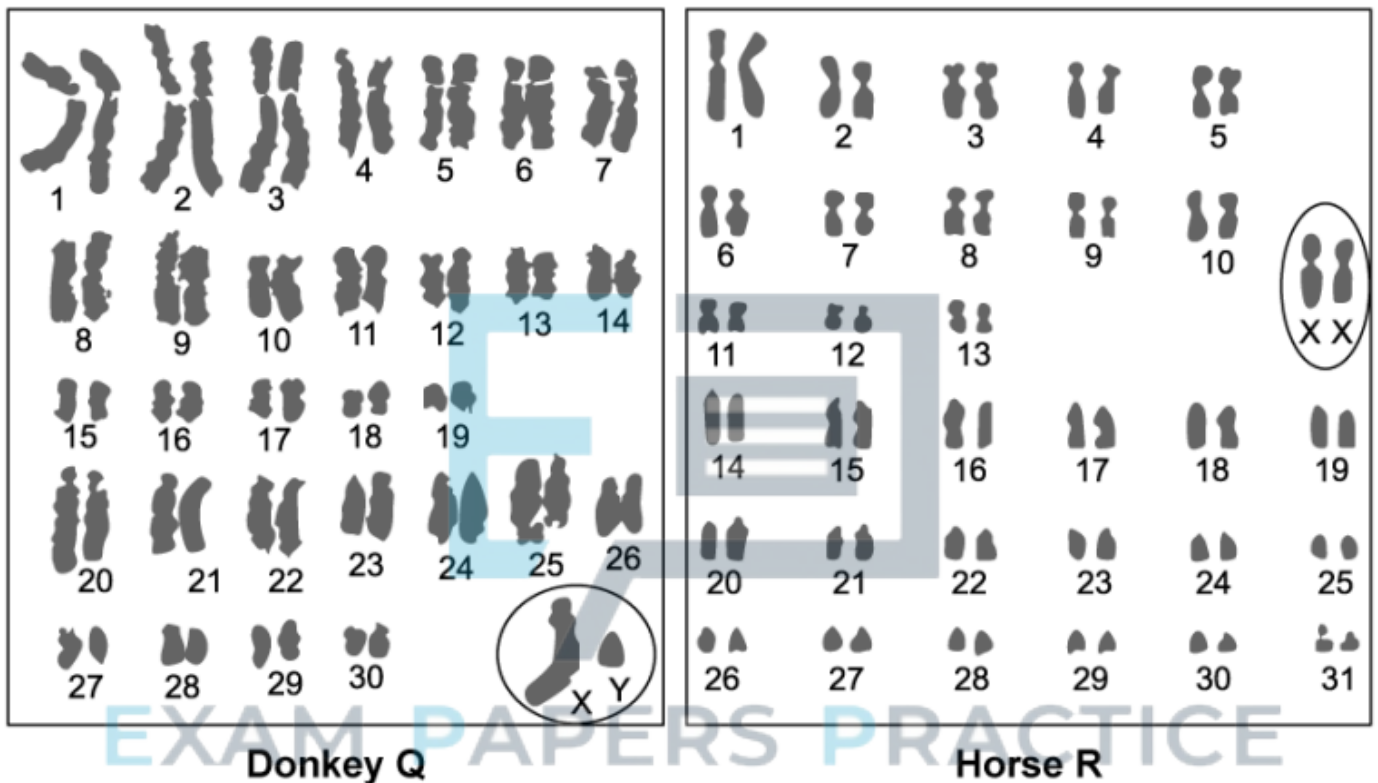 1 2 3 4 5 6 7
8 9 10 11 12 13 14
15 16 17 18 19
20 21 22 23 24 25 26
27 28 29 30 X Y
1 2 3 4 5
6 7 8 9 10
11 12 13 X X
14 15 16 17 18 19
20 21 22 23 24 25
26 27 28 29 30 31
EXAM PAPERS PRACTICE
Donkey Q Horse R